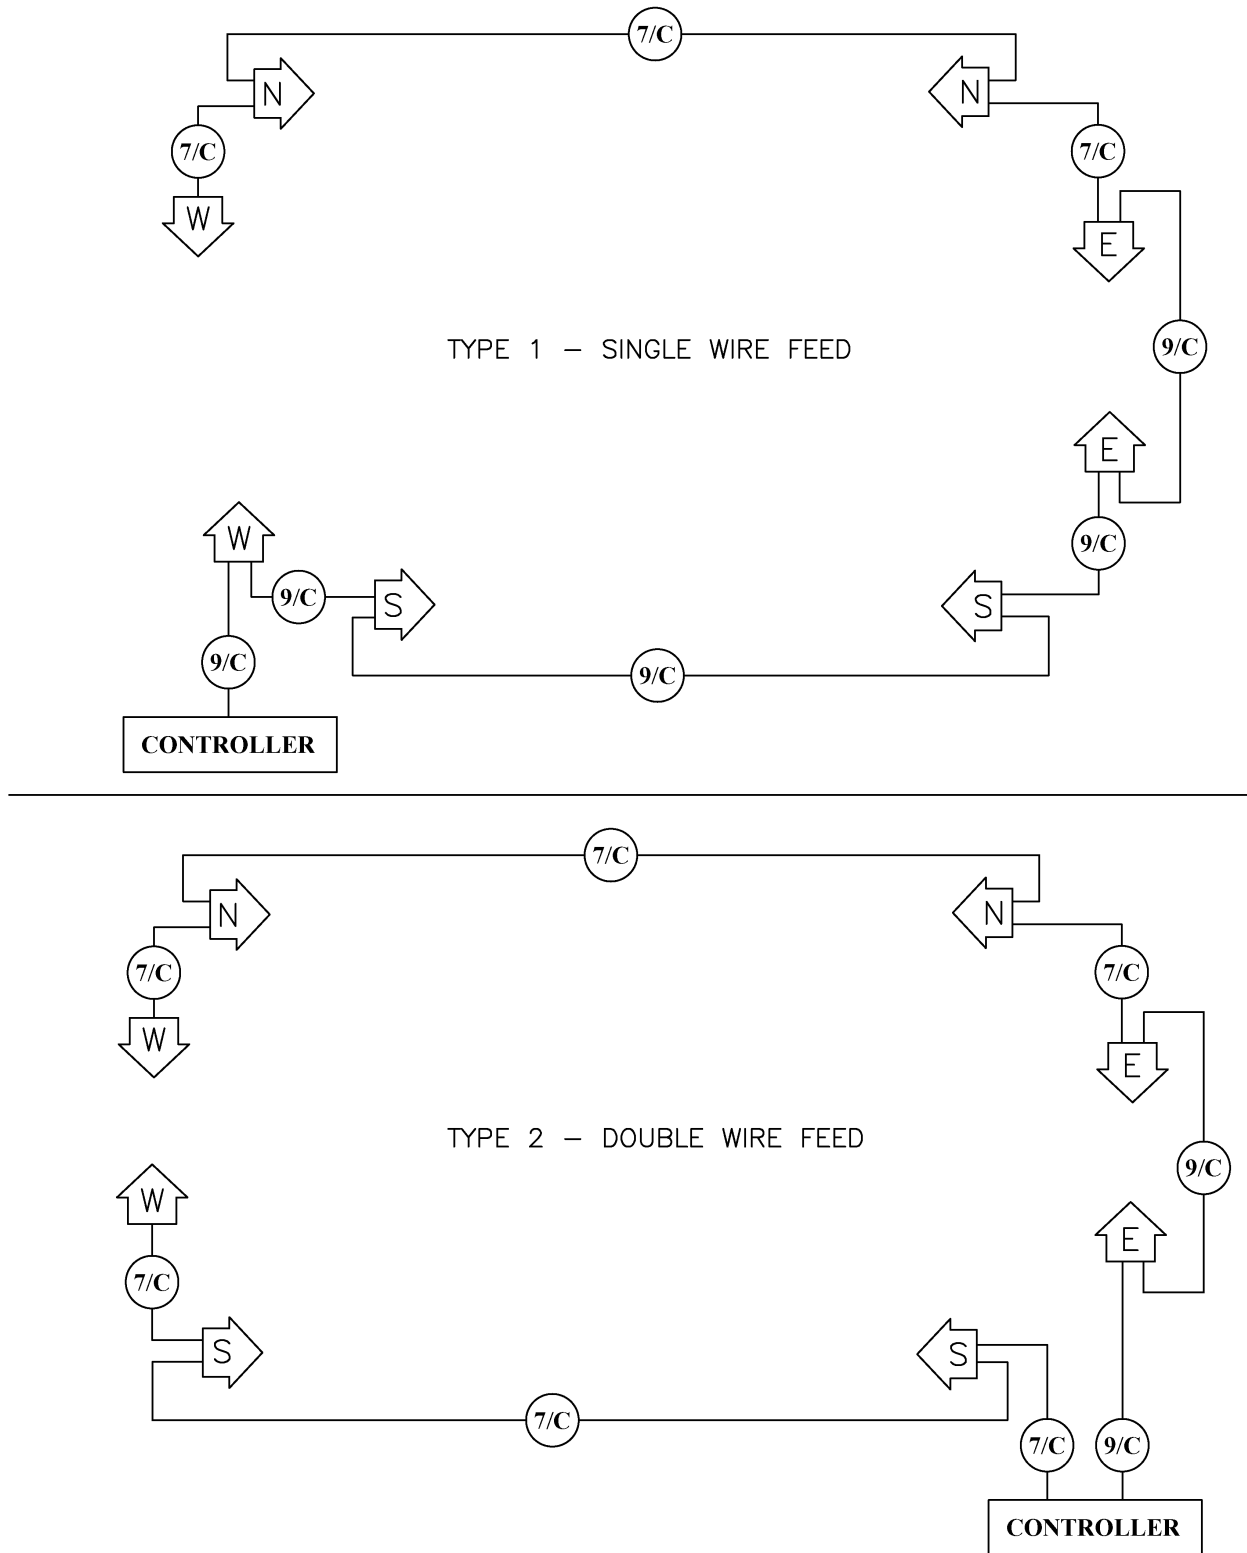 7/C
N
N
7/C
7/C
W
E
TYPE 1 – SINGLE WIRE FEED
9/C
E
W
9/C
9/C
S
S
9/C
9/C
CONTROLLER
7/C
N
N
7/C
7/C
W
E
TYPE 2 – DOUBLE WIRE FEED
9/C
W
E
7/C
S
S
7/C
7/C
9/C
CONTROLLER